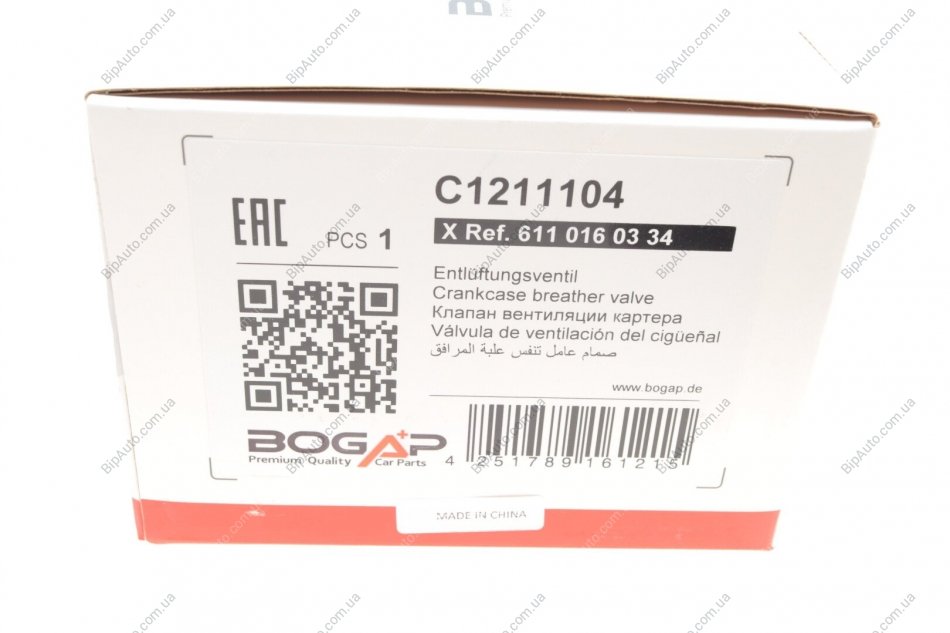 C1211104
EAC
PCS 1
X Ref. 611 016 03 34
Entlüftungsventil
Crankcase breather valve
Клапан вентиляции картера
Válvula de ventilación del cigüeñal
صمام عامل تنفس علبة المرافق
www.bogap.de
BOGAP
Premium Quality Car Parts
4 251789 161215
MADE IN CHINA
BipAuto.com.ua